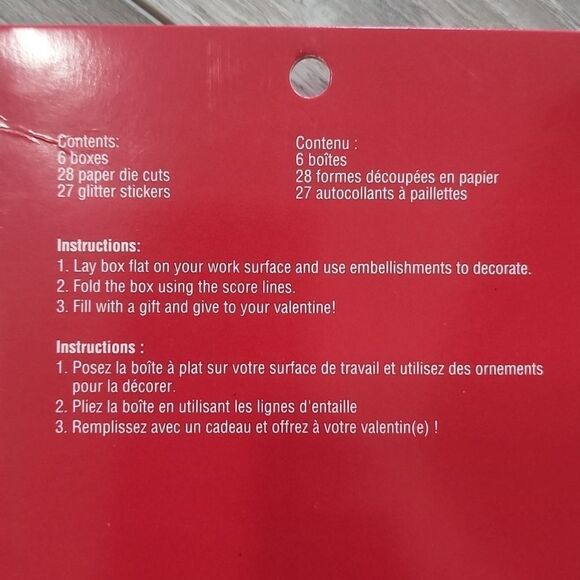 Contents:
6 boxes
28 paper die cuts
27 glitter stickers
Contenu :
6 boîtes
28 formes découpées en papier
27 autocollants à paillettes
Instructions:
1. Lay box flat on your work surface and use embellishments to decorate.
2. Fold the box using the score lines.
3. Fill with a gift and give to your valentine!
Instructions :
1. Posez la boîte à plat sur votre surface de travail et utilisez des ornements
pour la décorer.
2. Pliez la boîte en utilisant les lignes d'entaille
3. Remplissez avec un cadeau et offrez à votre valentin(e) !